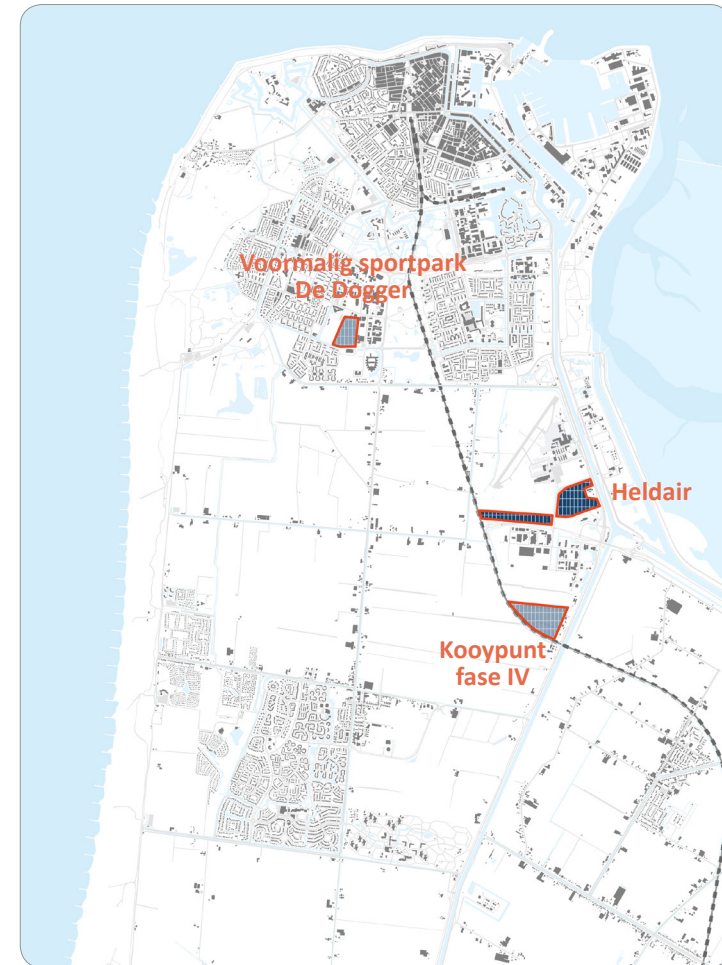 Voormalig sportpark
De Dogger
Heldair
Kooypunt
fase IV